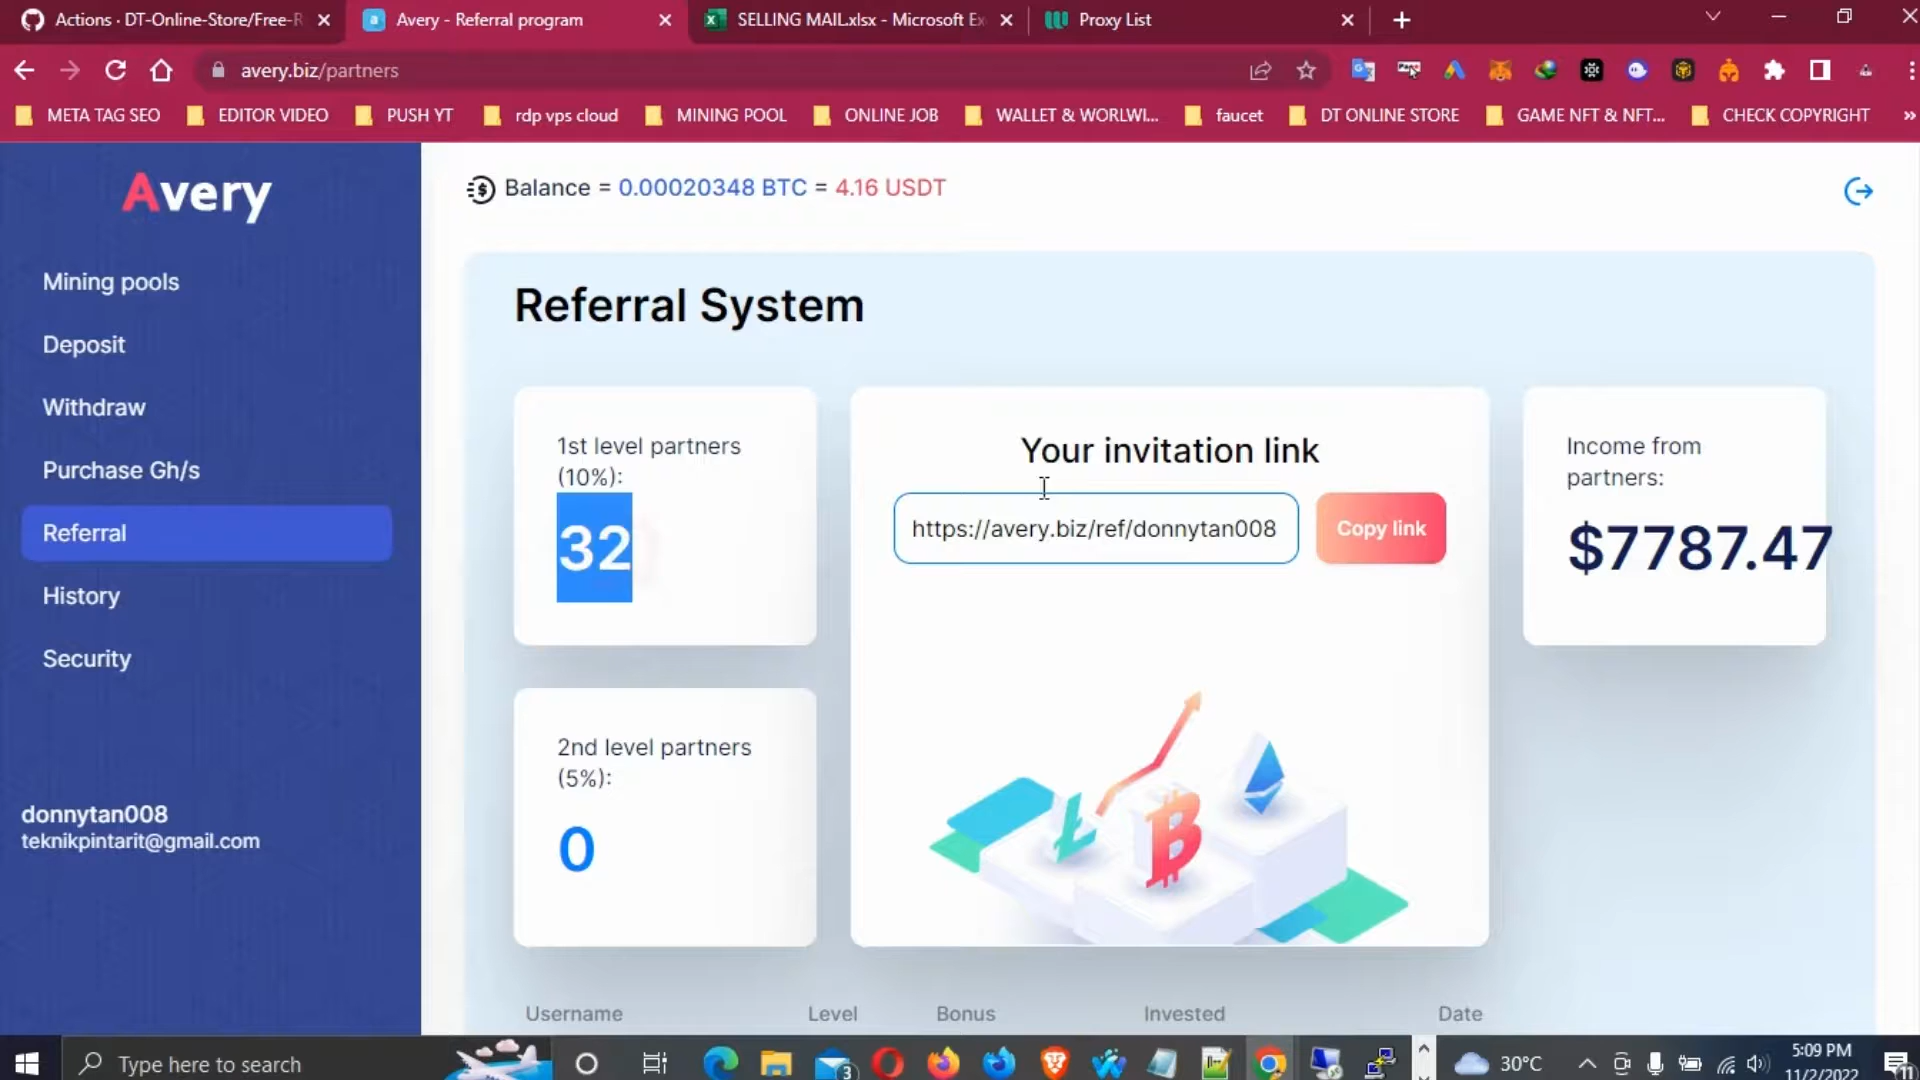 Actions · DT-Online-Store/Free-R
Avery - Referral program
SELLING MAIL.xlsx - Microsoft Ex
Proxy List
avery.biz/partners
META TAG SEO
EDITOR VIDEO
PUSH YT
rdp vps cloud
MINING POOL
ONLINE JOB
WALLET & WORLWI...
faucet
DT ONLINE STORE
GAME NFT & NFT...
CHECK COPYRIGHT
»
Avery
Balance = 0.00020348 BTC = 4.16 USDT
Mining pools
Deposit
Withdraw
Purchase Gh/s
Referral
History
Security
donnytan008
teknikpintarit@gmail.com
Referral System
1st level partners
(10%):
32
Your invitation link
https://avery.biz/ref/donnytan008
Copy link
Income from
partners:
$7787.47
2nd level partners
(5%):
0
Username
Level
Bonus
Invested
Date
Type here to search
3
30°C
5:09 PM
11/2/2022
11